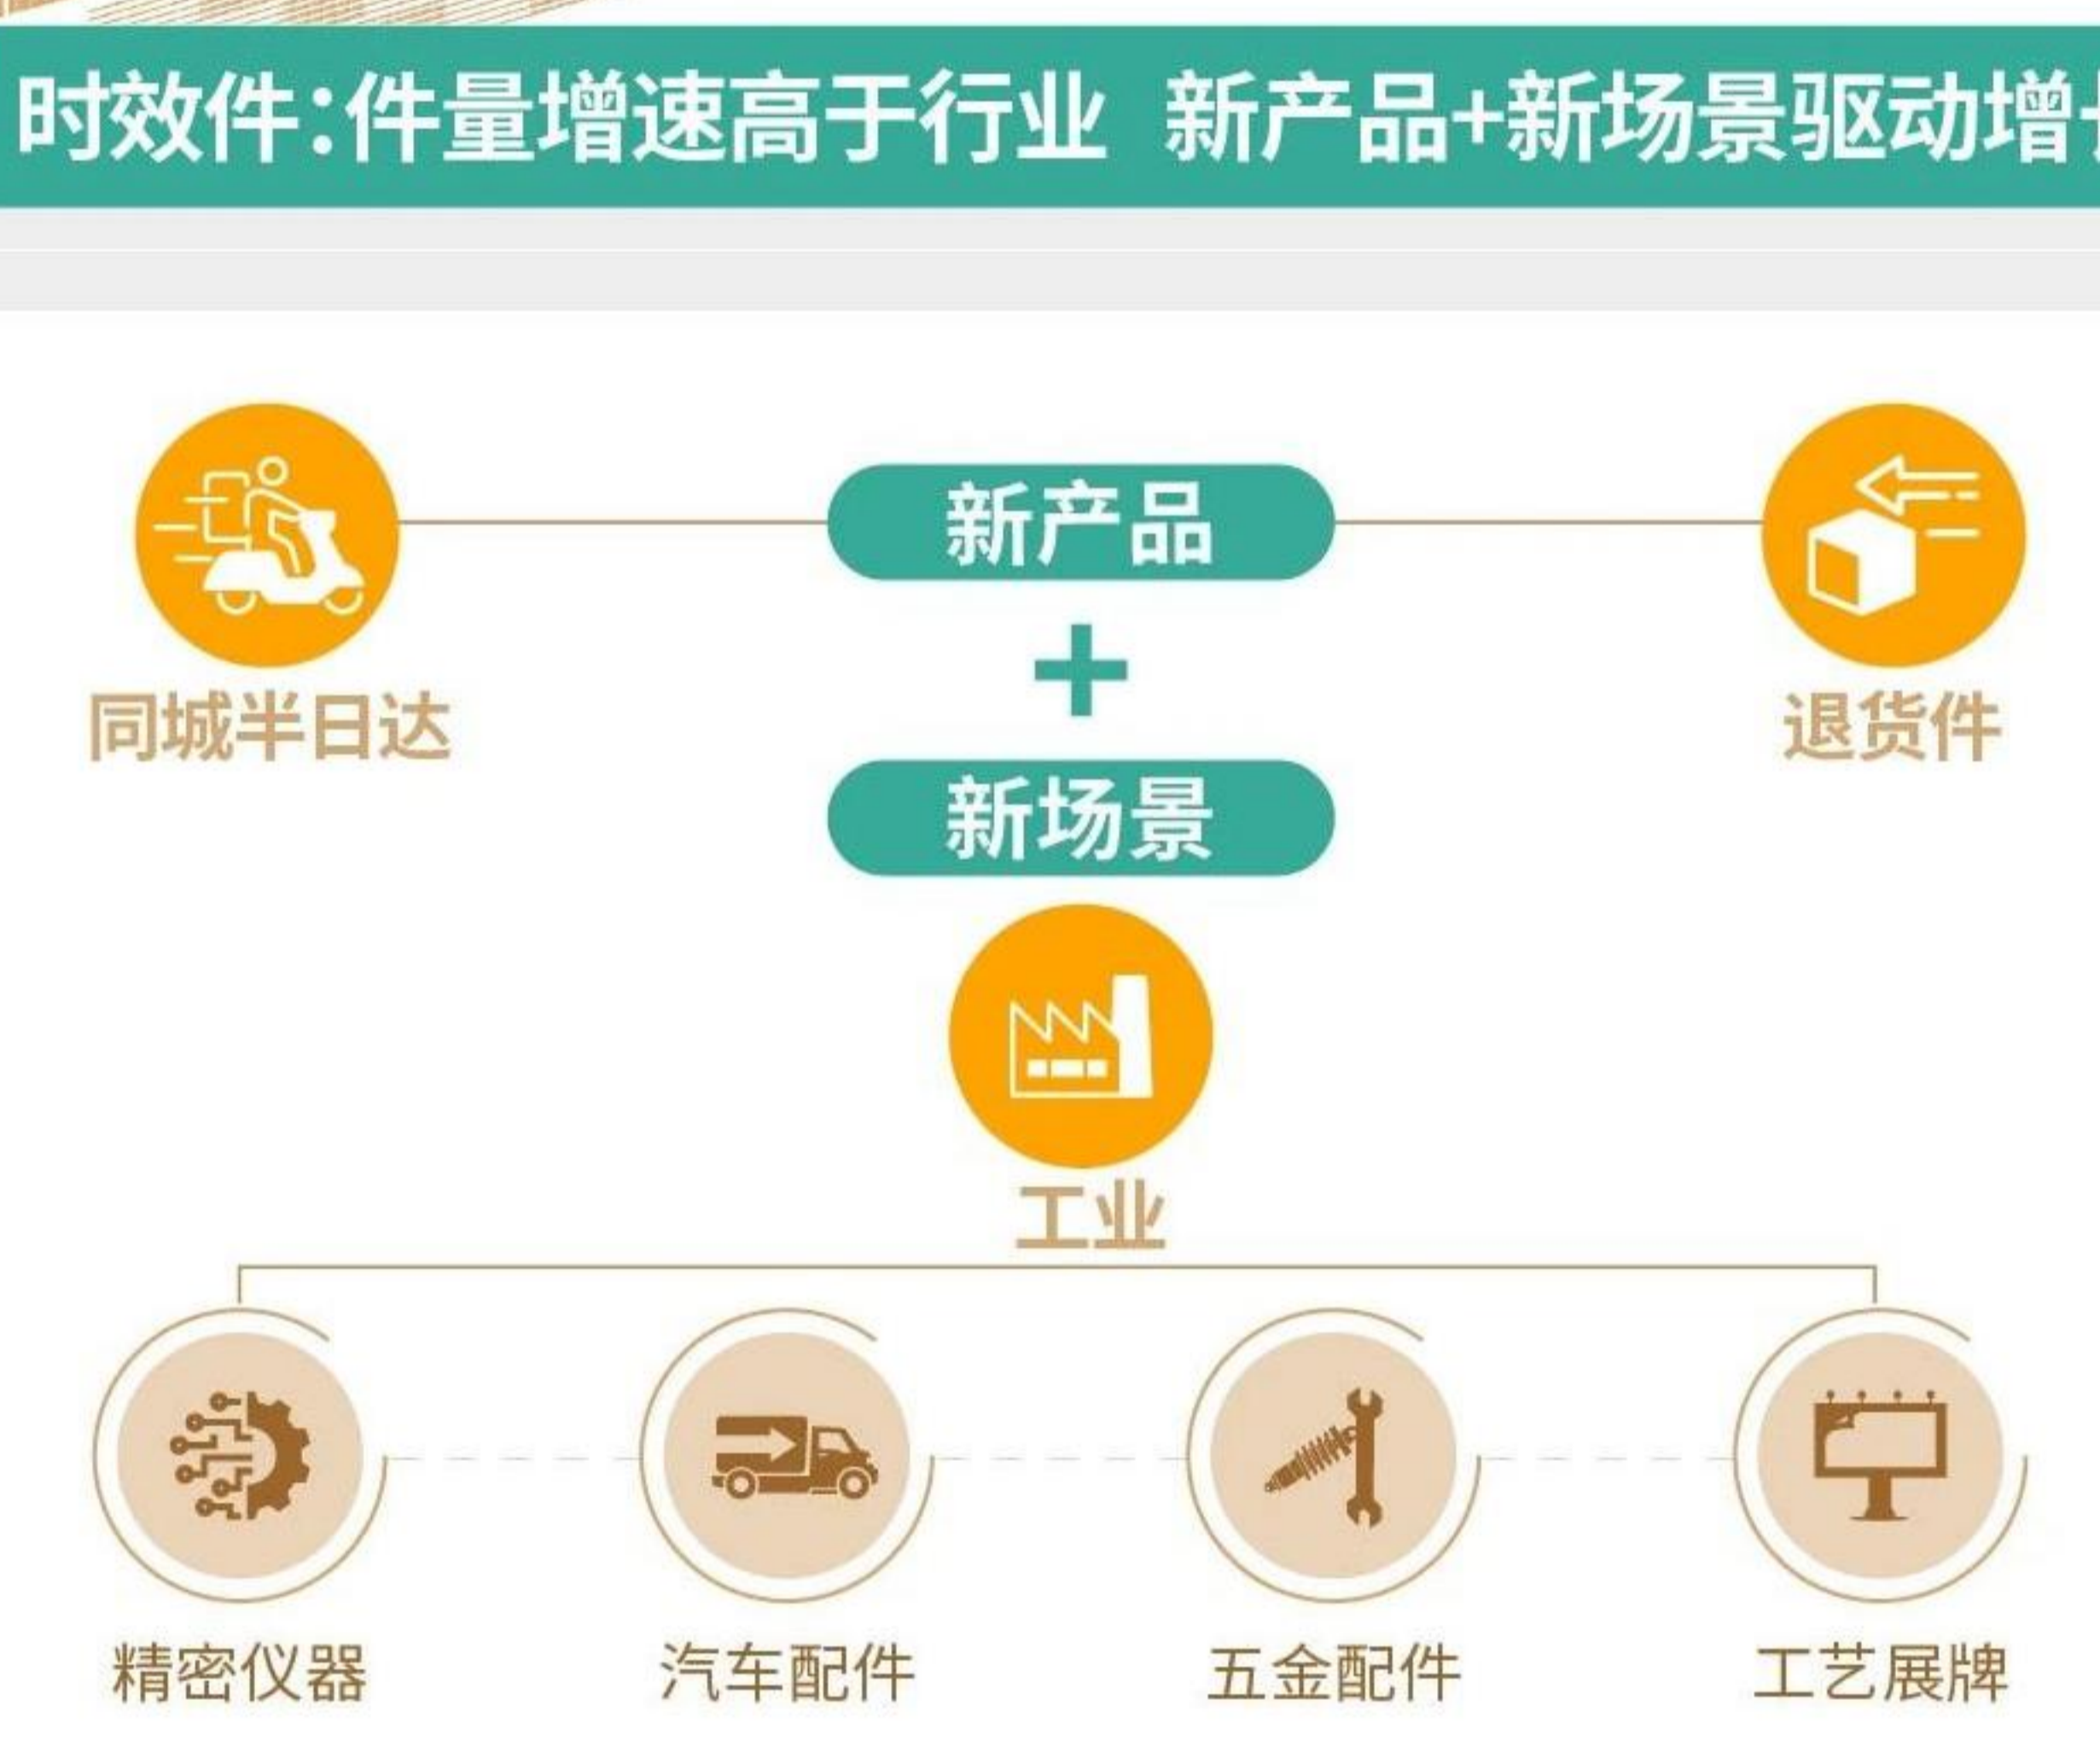 时效件：件量增速高于行业 新产品+新场景驱动增
新产品
同城半日达
退货件
+
新场景
工业
精密仪器
汽车配件
五金配件
工艺展牌